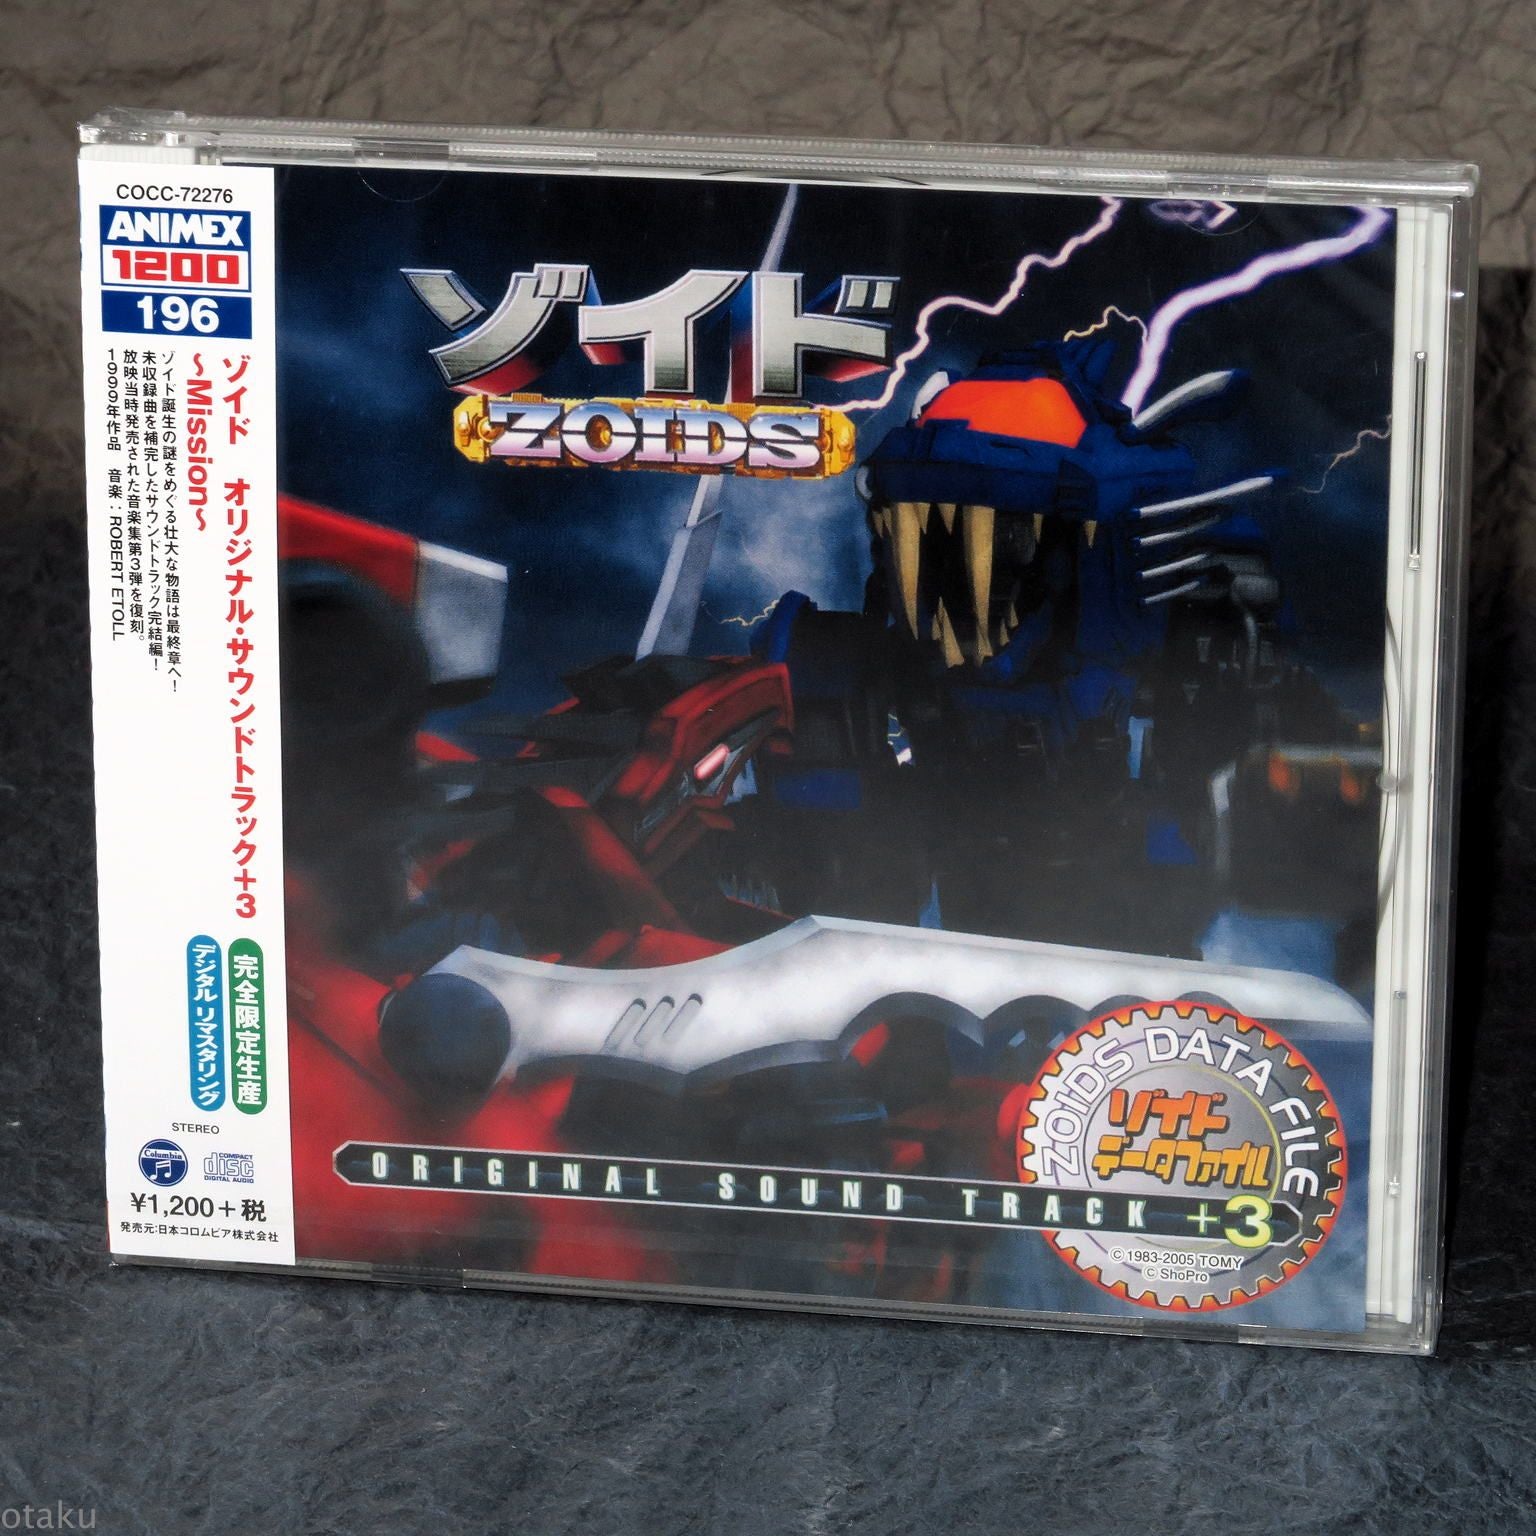 COCC-72276
ANIMEX
1200
196
ゾイド オリジナル・サウンドトラック+3
〜Mission〜
ゾイド誕生の謎をめぐる壮大な物語は最終章へ！
未収録曲を補完したサウンドトラック完結編！
放映当時発売された音楽集第3弾を復刻。
1999年作品 音楽：ROBERT ETOLL
完全限定生産
デジタルリマスタリング
STEREO
Columbia
COMPACT
disc
DIGITAL AUDIO
¥1,200+税
発売元:日本コロムビア株式会社
ゾイド
ZOIDS
ZOIDS DATA FILE
ゾイド
データファイル
ORIGINAL SOUND TRACK +3
© 1983-2005 TOMY
© ShoPro
otaku